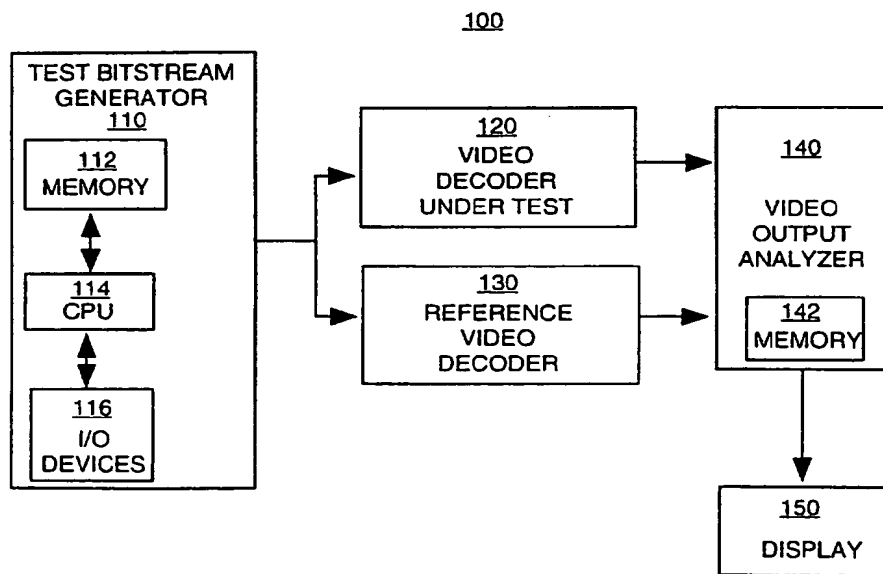 100
TEST BITSTREAM
GENERATOR
110
112
MEMORY
114
CPU
116
I/O
DEVICES
120
VIDEO
DECODER
UNDER TEST
130
REFERENCE
VIDEO
DECODER
140
VIDEO
OUTPUT
ANALYZER
142
MEMORY
150
DISPLAY